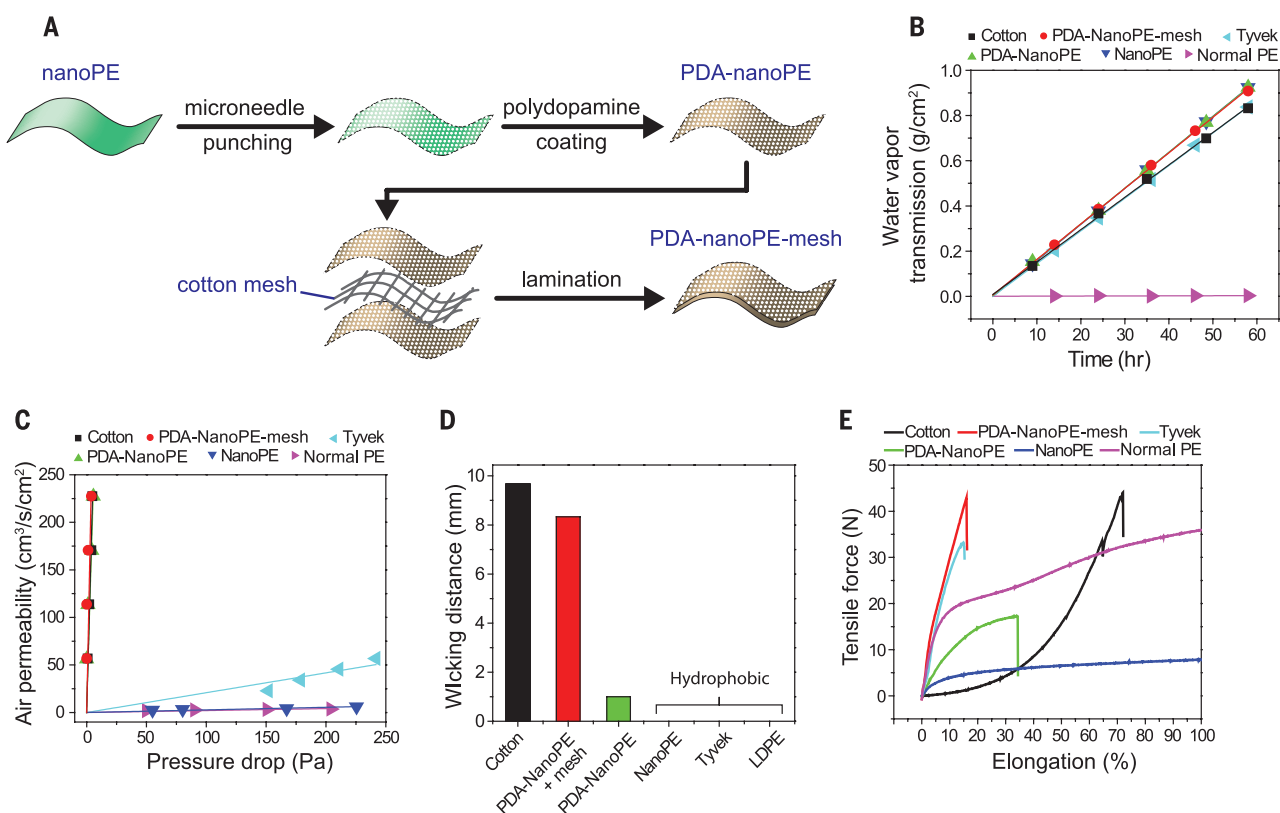 A
nanoPE
microneedle
punching
polydopamine
coating
PDA-nanoPE
cotton mesh
lamination
PDA-nanoPE-mesh
B
Cotton PDA-NanoPE-mesh Tyvek
PDA-NanoPE NanoPE Normal PE
1.0
0.8
0.6
0.4
0.2
0.0
Water vapor
transmission (g/cm²)
0 10 20 30 40 50 60
Time (hr)
C
Cotton PDA-NanoPE-mesh Tyvek
PDA-NanoPE NanoPE Normal PE
250
225
175
125
100
50
0
Air permeability (cm³/s/cm²)
0 50 100 150 200 250
Pressure drop (Pa)
D
10
8
6
4
2
0
WIcking distance (mm)
Hydrophobic
Cotton
PDA-NanoPE
+ mesh
PDA-NanoPE
NanoPE
Tyvek
LDPE
E
Cotton PDA-NanoPE-mesh Tyvek
PDA-NanoPE NanoPE Normal PE
50
40
30
20
10
0
Tensile force (N)
0 10 20 30 40 50 60 70 80 90 100
Elongation (%)